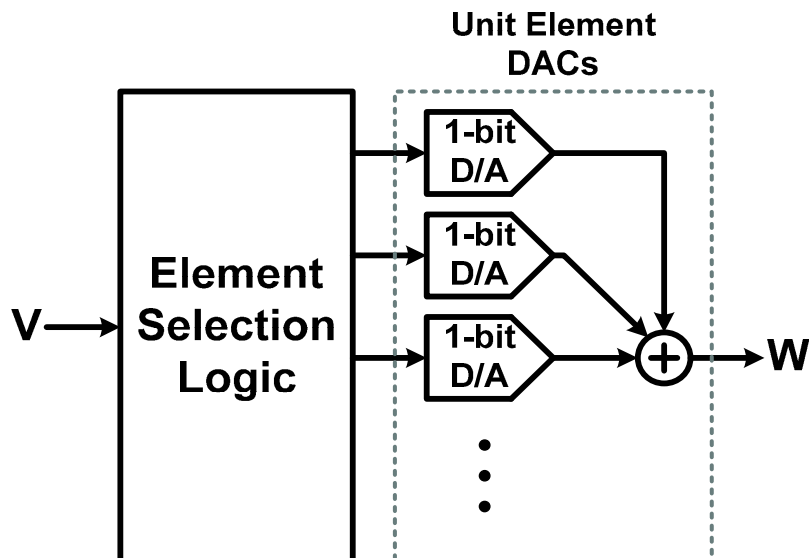 Unit Element
DACs
1-bit
D/A
1-bit
D/A
Element
Selection
Logic
V
1-bit
D/A
W